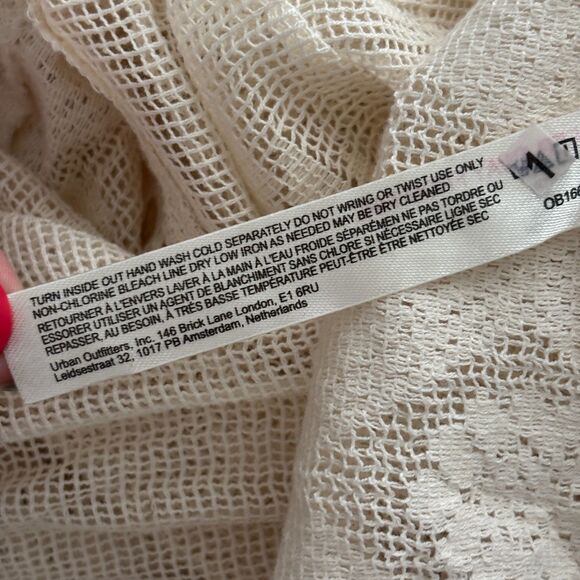 TURN INSIDE OUT HAND WASH COLD SEPARATELY DO NOT WRING OR TWIST USE ONLY
NON-CHLORINE BLEACH LINE DRY LOW IRON AS NEEDED MAY BE DRY CLEANED
RETOURNER À L'ENVERS LAVER À LA MAIN À L'EAU FROIDE SÉPARÉMEN NE PAS TORDRE OU
ESSORER UTILISER UN AGENT DE BLANCHIMENT SANS CHLORE SI NÉCESSAIRE LIGNE SEC
REPASSER, AU BESOIN, À TRÈS BASSE TEMPÉRATURE PEUT-ÊTRE ÊTRE NETTOYÉE SEC
Urban Outfitters, Inc. 146 Brick Lane London, E1 6RU
Leidsestraat 32, 1017 PB Amsterdam, Netherlands
OB166